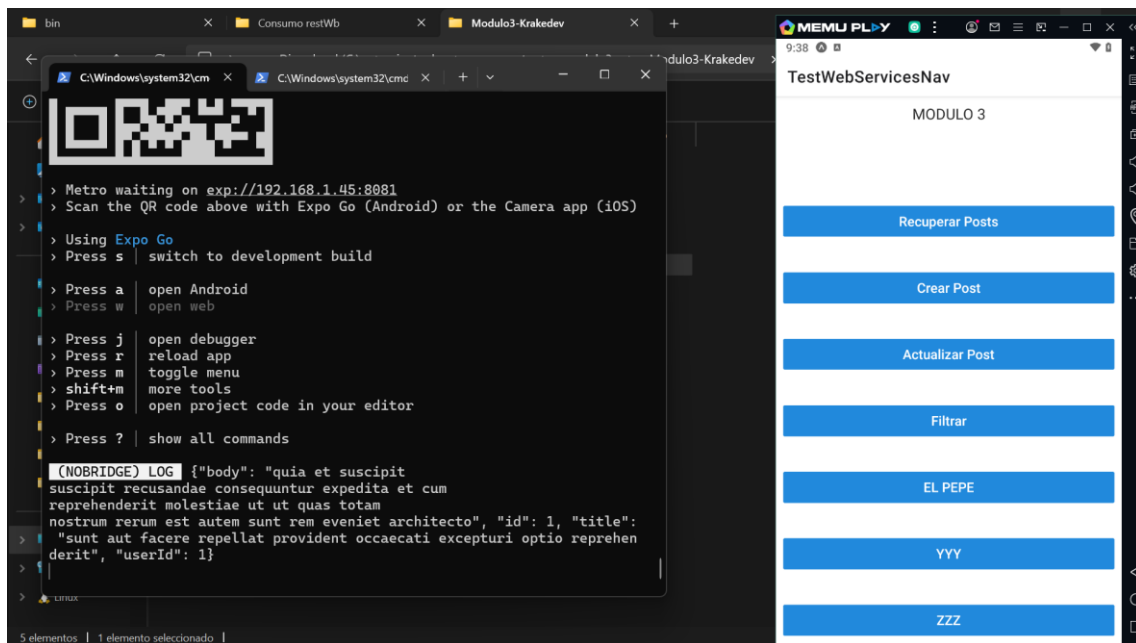 bin
Consumo restWb
Modulo3-Krakedev
MEMU PLAY
9:38
Modulo3-Krakedev
C:\Windows\system32\cm
C:\Windows\system32\cmd
TestWebServicesNav
MODULO 3
› Metro waiting on exp://192.168.1.45:8081
› Scan the QR code above with Expo Go (Android) or the Camera app (iOS)
› Using Expo Go
› Press s │ switch to development build
› Press a │ open Android
› Press w │ open web
› Press j │ open debugger
› Press r │ reload app
› Press m │ toggle menu
› shift+m │ more tools
› Press o │ open project code in your editor
› Press ? │ show all commands
(NOBRIDGE) LOG {"body": "quia et suscipit
suscipit recusandae consequuntur expedita et cum
reprehenderit molestiae ut ut quas totam
nostrum rerum est autem sunt rem eveniet architecto", "id": 1, "title":
"sunt aut facere repellat provident occaecati excepturi optio reprehen
derit", "userId": 1}
Recuperar Posts
Crear Post
Actualizar Post
Filtrar
EL PEPE
YYY
ZZZ
Linux
5 elementos | 1 elemento seleccionado |